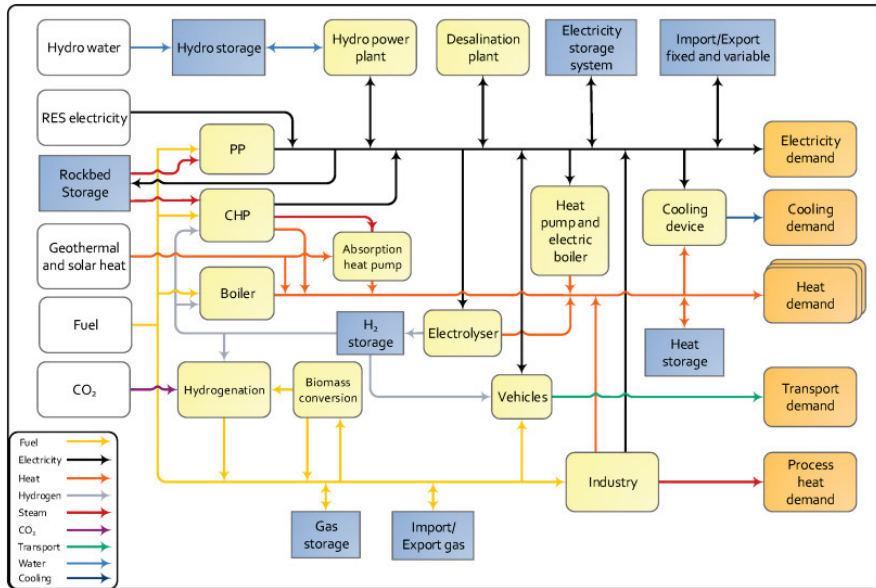 Hydro water
Hydro storage
Hydro power
plant
Desalination
plant
Electricity
storage
system
Import/Export
fixed and variable
RES electricity
PP
Electricity
demand
Rockbed
Storage
CHP
Heat
pump and
electric
boiler
Cooling
device
Cooling
demand
Geothermal
and solar heat
Absorption
heat pump
Boiler
Heat
demand
Fuel
H₂
storage
Electrolyser
Heat
storage
CO₂
Hydrogenation
Biomass
conversion
Vehicles
Transport
demand
Industry
Process
heat
demand
Gas
storage
Import/
Export gas
Fuel
Electricity
Heat
Hydrogen
Steam
CO₂
Transport
Water
Cooling